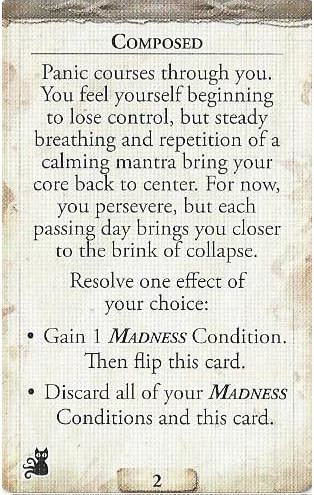 COMPOSED
Panic courses through you.
You feel yourself beginning
to lose control, but steady
breathing and repetition of a
calming mantra bring your
core back to center. For now,
you persevere, but each
passing day brings you closer
to the brink of collapse.
Resolve one effect of
your choice:
• Gain 1 MADNESS Condition.
Then flip this card.
• Discard all of your MADNESS
Conditions and this card.
2